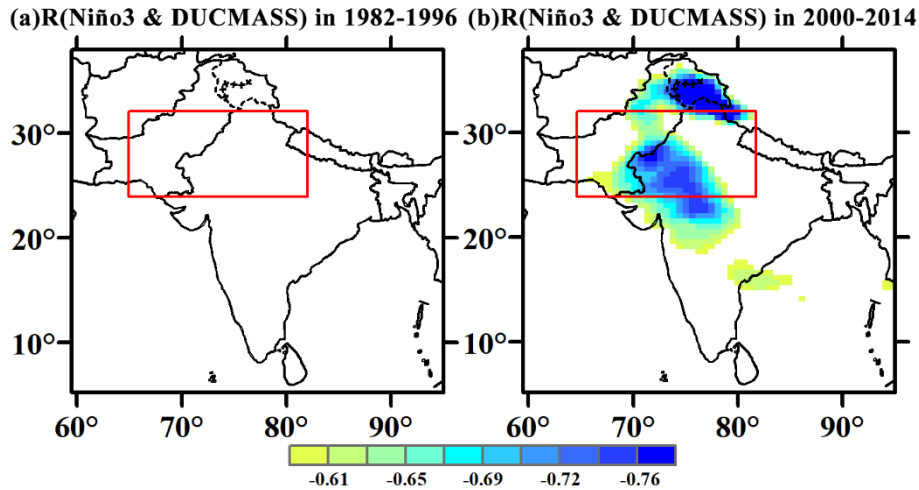 (a)R(Niño3 & DUCMASS) in 1982-1996 (b)R(Niño3 & DUCMASS) in 2000-2014
30° 30°
20° 20°
10° 10°
60° 70° 80° 90° 60° 70° 80° 90°
-0.61 -0.65 -0.69 -0.72 -0.76